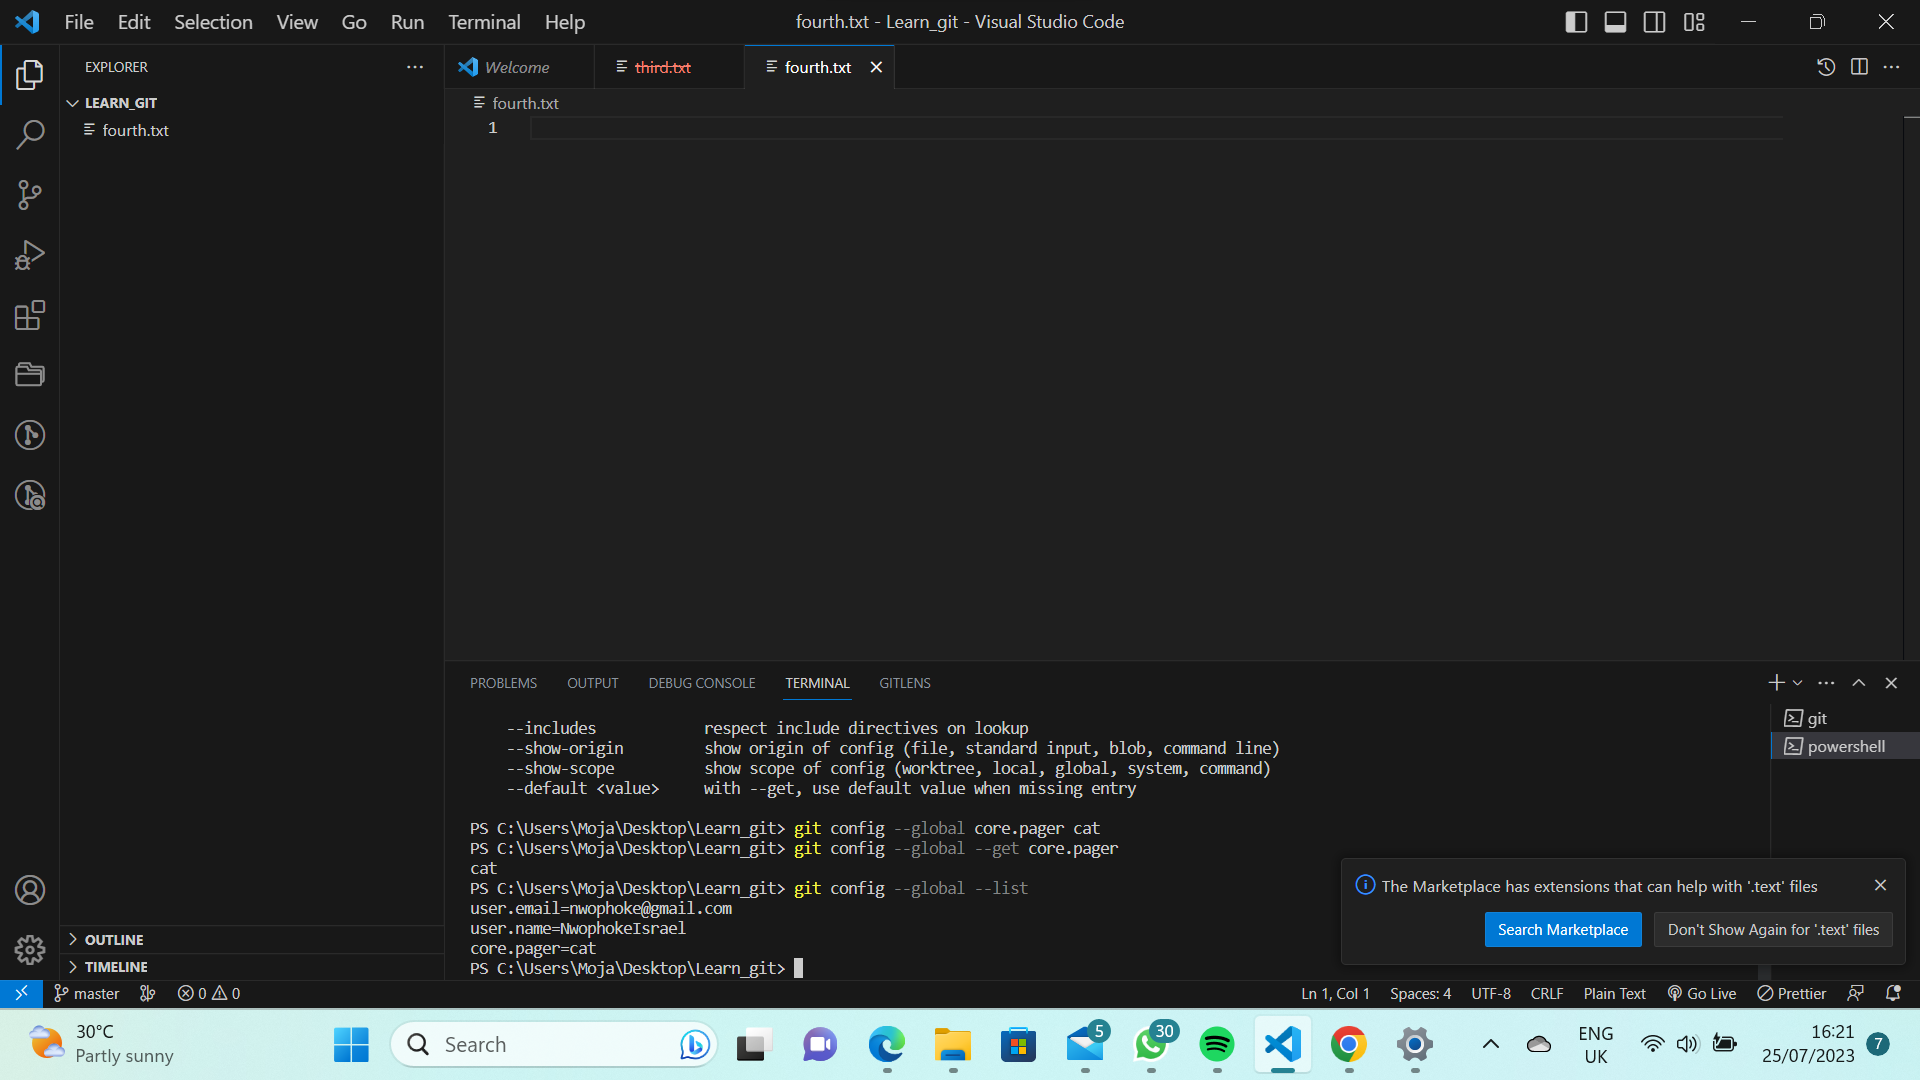 File Edit Selection View Go Run Terminal Help
fourth.txt - Learn_git - Visual Studio Code
EXPLORER
LEARN_GIT
fourth.txt
OUTLINE
TIMELINE
Welcome
third.txt
fourth.txt
fourth.txt
1
PROBLEMS OUTPUT DEBUG CONSOLE TERMINAL GITLENS
--includes respect include directives on lookup
--show-origin show origin of config (file, standard input, blob, command line)
--show-scope show scope of config (worktree, local, global, system, command)
--default <value> with --get, use default value when missing entry
PS C:\Users\Moja\Desktop\Learn_git> git config --global core.pager cat
PS C:\Users\Moja\Desktop\Learn_git> git config --global --get core.pager
cat
PS C:\Users\Moja\Desktop\Learn_git> git config --global --list
user.email=nwophoke@gmail.com
user.name=NwophokeIsrael
core.pager=cat
PS C:\Users\Moja\Desktop\Learn_git>
git
powershell
The Marketplace has extensions that can help with '.text' files
Search Marketplace
Don't Show Again for '.text' files
master 0 0
Ln 1, Col 1 Spaces: 4 UTF-8 CRLF Plain Text Go Live Prettier
30°C
Partly sunny
Search
5
30
ENG
UK
16:21
25/07/2023
7